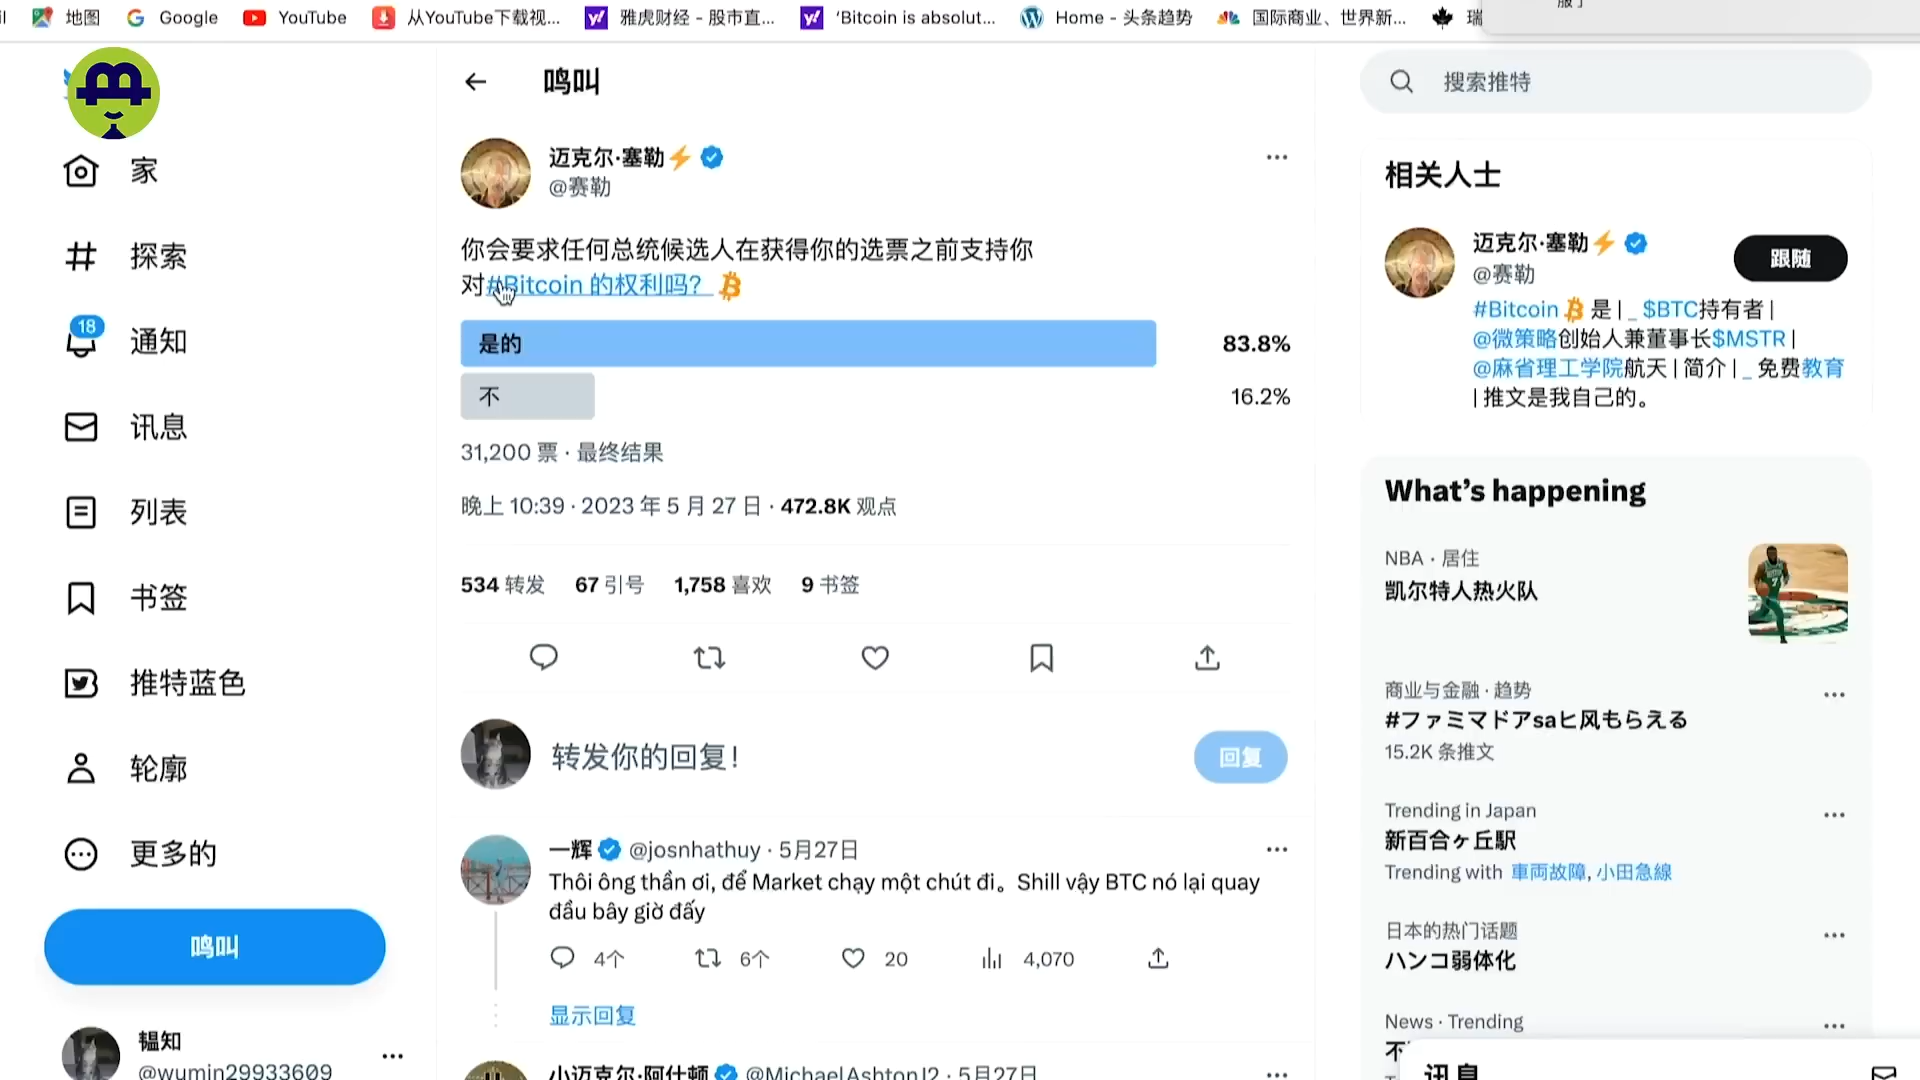 地图
Google
YouTube
从YouTube下载视...
雅虎财经 - 股市直...
'Bitcoin is absolut...
Home - 头条趋势
国际商业、世界新...
瑞
服了
家
探索
18
通知
讯息
列表
书签
推特蓝色
轮廓
更多的
鸣叫
韫知
@wumin29933609
鸣叫
迈克尔·塞勒
@赛勒
你会要求任何总统候选人在获得你的选票之前支持你
对#Bitcoin 的权利吗？
是的 83.8%
不 16.2%
31,200 票 · 最终结果
晚上 10:39 · 2023 年 5 月 27 日 · 472.8K 观点
534 转发 67 引号 1,758 喜欢 9 书签
转发你的回复！
回复
一辉 @josnhathuy · 5月27日
Thôi ông thần ơi, để Market chạy một chút đi。Shill vậy BTC nó lại quay
đầu bây giờ đấy
4个 6个 20 4,070
显示回复
小迈克尔·阿仕顿 @MichaelAshtonJ2 · 5月27日
搜索推特
相关人士
迈克尔·塞勒
@赛勒
跟随
#Bitcoin 是 | _ $BTC持有者 |
@微策略创始人兼董事长$MSTR |
@麻省理工学院航天 | 简介 | _ 免费教育
| 推文是我自己的。
What's happening
NBA · 居住
凯尔特人热火队
商业与金融 · 趋势
#ファミマドアsaヒ风もらえる
15.2K 条推文
Trending in Japan
新百合ヶ丘駅
Trending with 車両故障, 小田急線
日本的热门话题
ハンコ弱体化
News · Trending
讯息